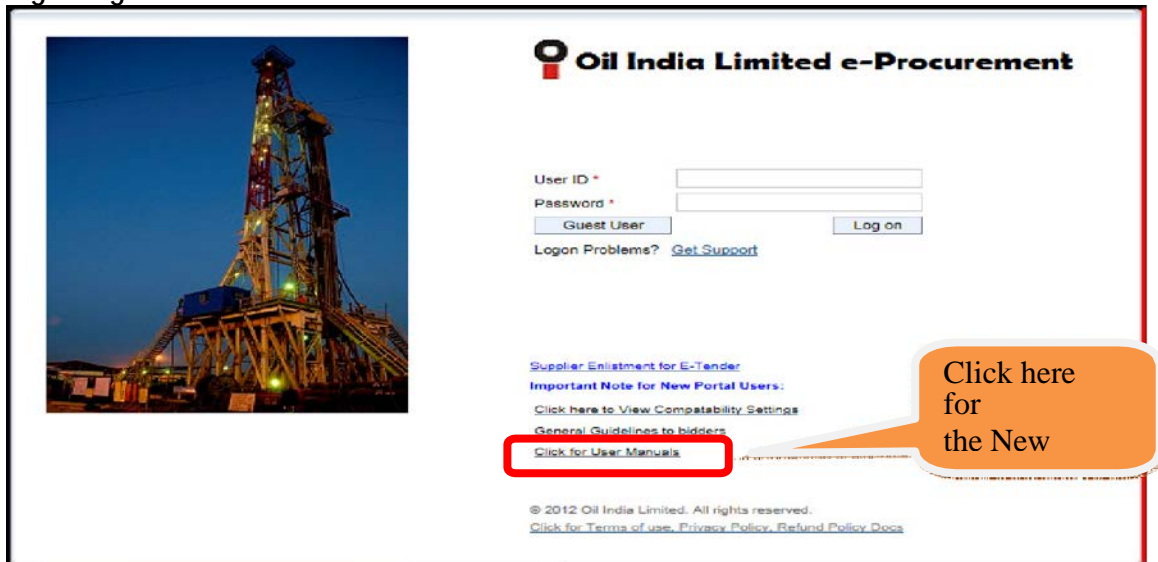 Oil India Limited e-Procurement
User ID *
Password *
Guest User
Log on
Logon Problems? Get Support
Supplier Enlistment for E-Tender
Important Note for New Portal Users:
Click here to View Compatability Settings
General Guidelines to bidders
Click for User Manuals
Click here
for
the New
© 2012 Oil India Limited. All rights reserved.
Click for Terms of use, Privacy Policy, Refund Policy Docs